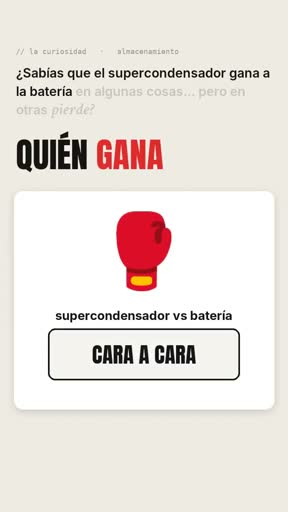 // la curiosidad · almacenamiento
¿Sabías que el supercondensador gana a
la batería en algunas cosas... pero en
otras pierde?
QUIÉN GANA
supercondensador vs batería
CARA A CARA